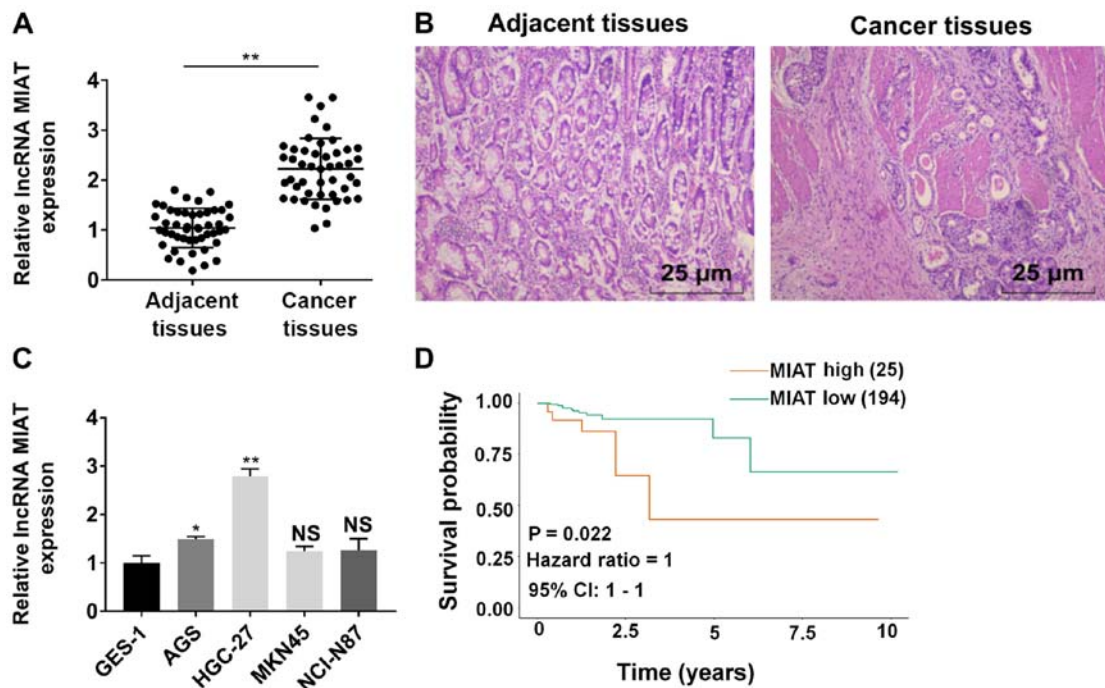 A
Relative lncRNA MIAT
expression
4
3
2
1
0
**
Adjacent
tissues
Cancer
tissues
B
Adjacent tissues
Cancer tissues
25 µm
25 µm
C
Relative lncRNA MIAT
expression
4
3
2
1
0
*
**
NS
NS
GES-1
AGS
HGC-27
MKN45
NCI-N87
D
MIAT high (25)
MIAT low (194)
Survival probability
1.00
0.75
0.50
0.25
0.00
P = 0.022
Hazard ratio = 1
95% CI: 1 - 1
0
2.5
5
7.5
10
Time (years)